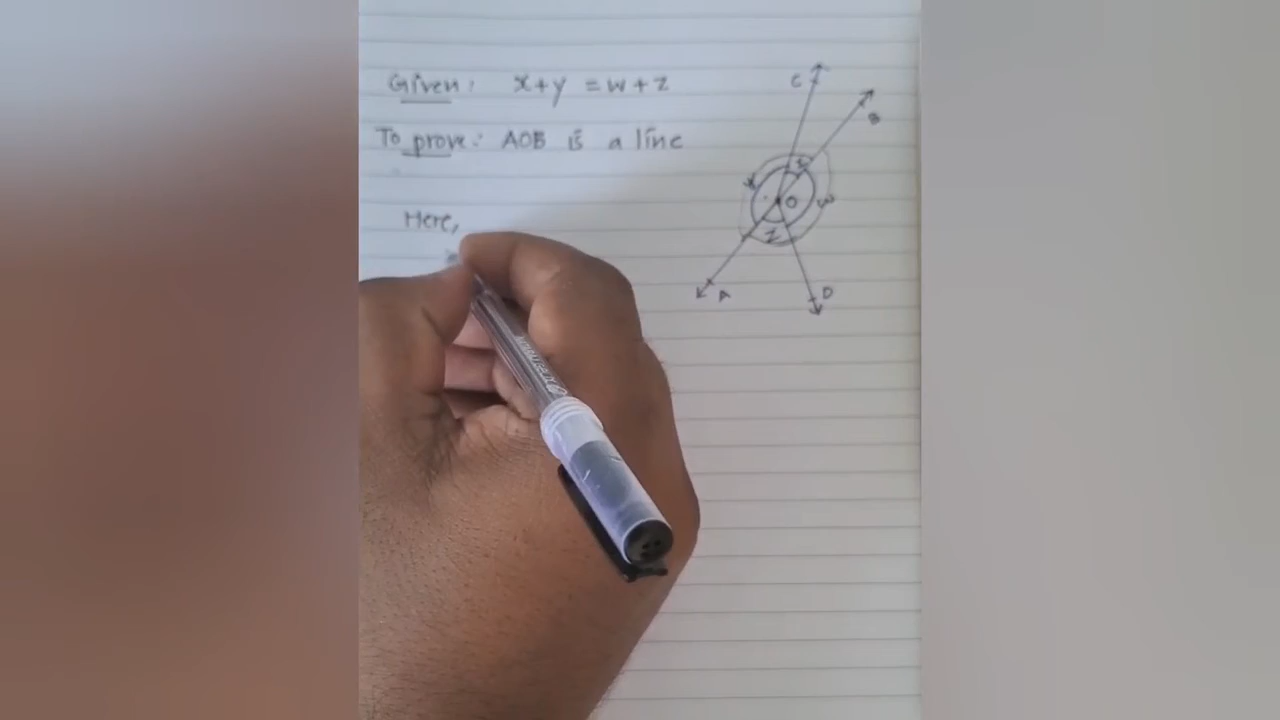 Given: x+y = w+z
To prove: AOB is a line
Here,
C
B
O
w
z
A
D